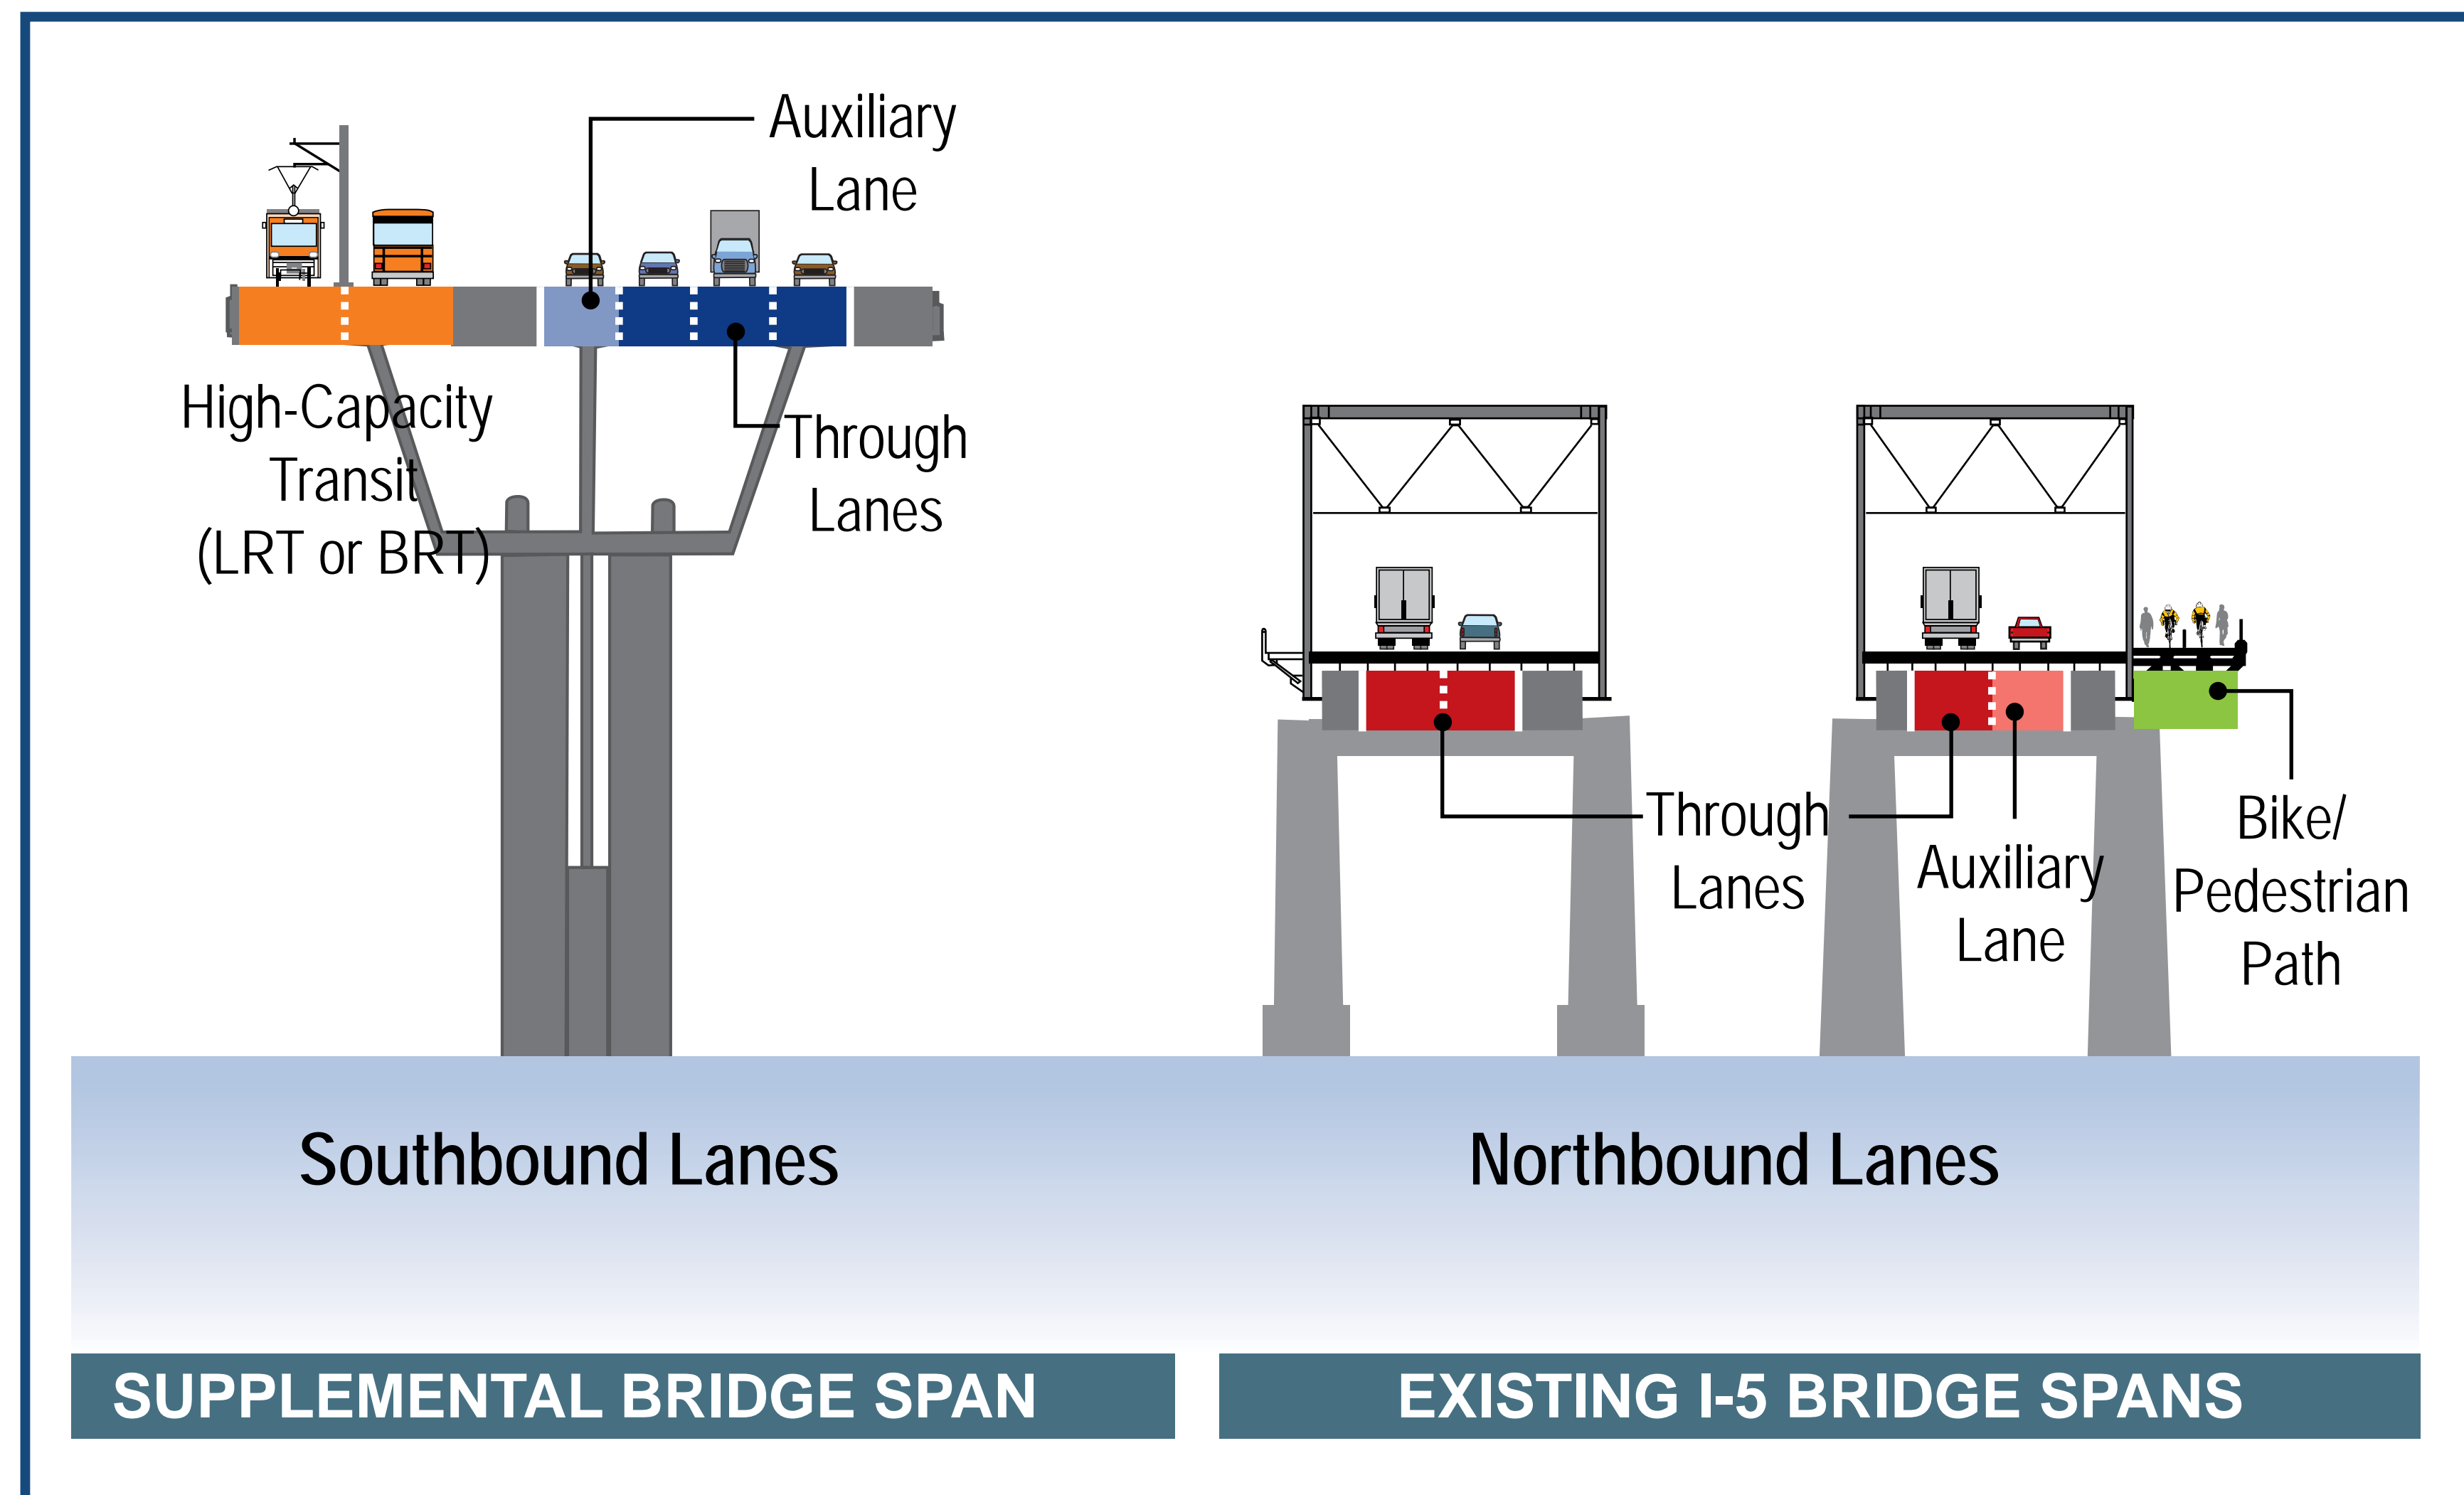 Auxiliary
Lane
High-Capacity
Transit
(LRT or BRT)
Through
Lanes
Through
Lanes
Auxiliary
Lane
Bike/
Pedestrian
Path
Southbound Lanes
Northbound Lanes
SUPPLEMENTAL BRIDGE SPAN
EXISTING I-5 BRIDGE SPANS